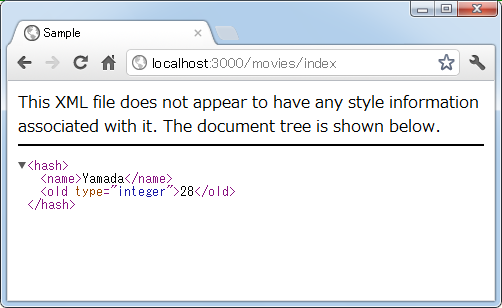 Sample
localhost:3000/movies/index
This XML file does not appear to have any style information
associated with it. The document tree is shown below.
▼<hash>
<name>Yamada</name>
<old type="integer">28</old>
</hash>